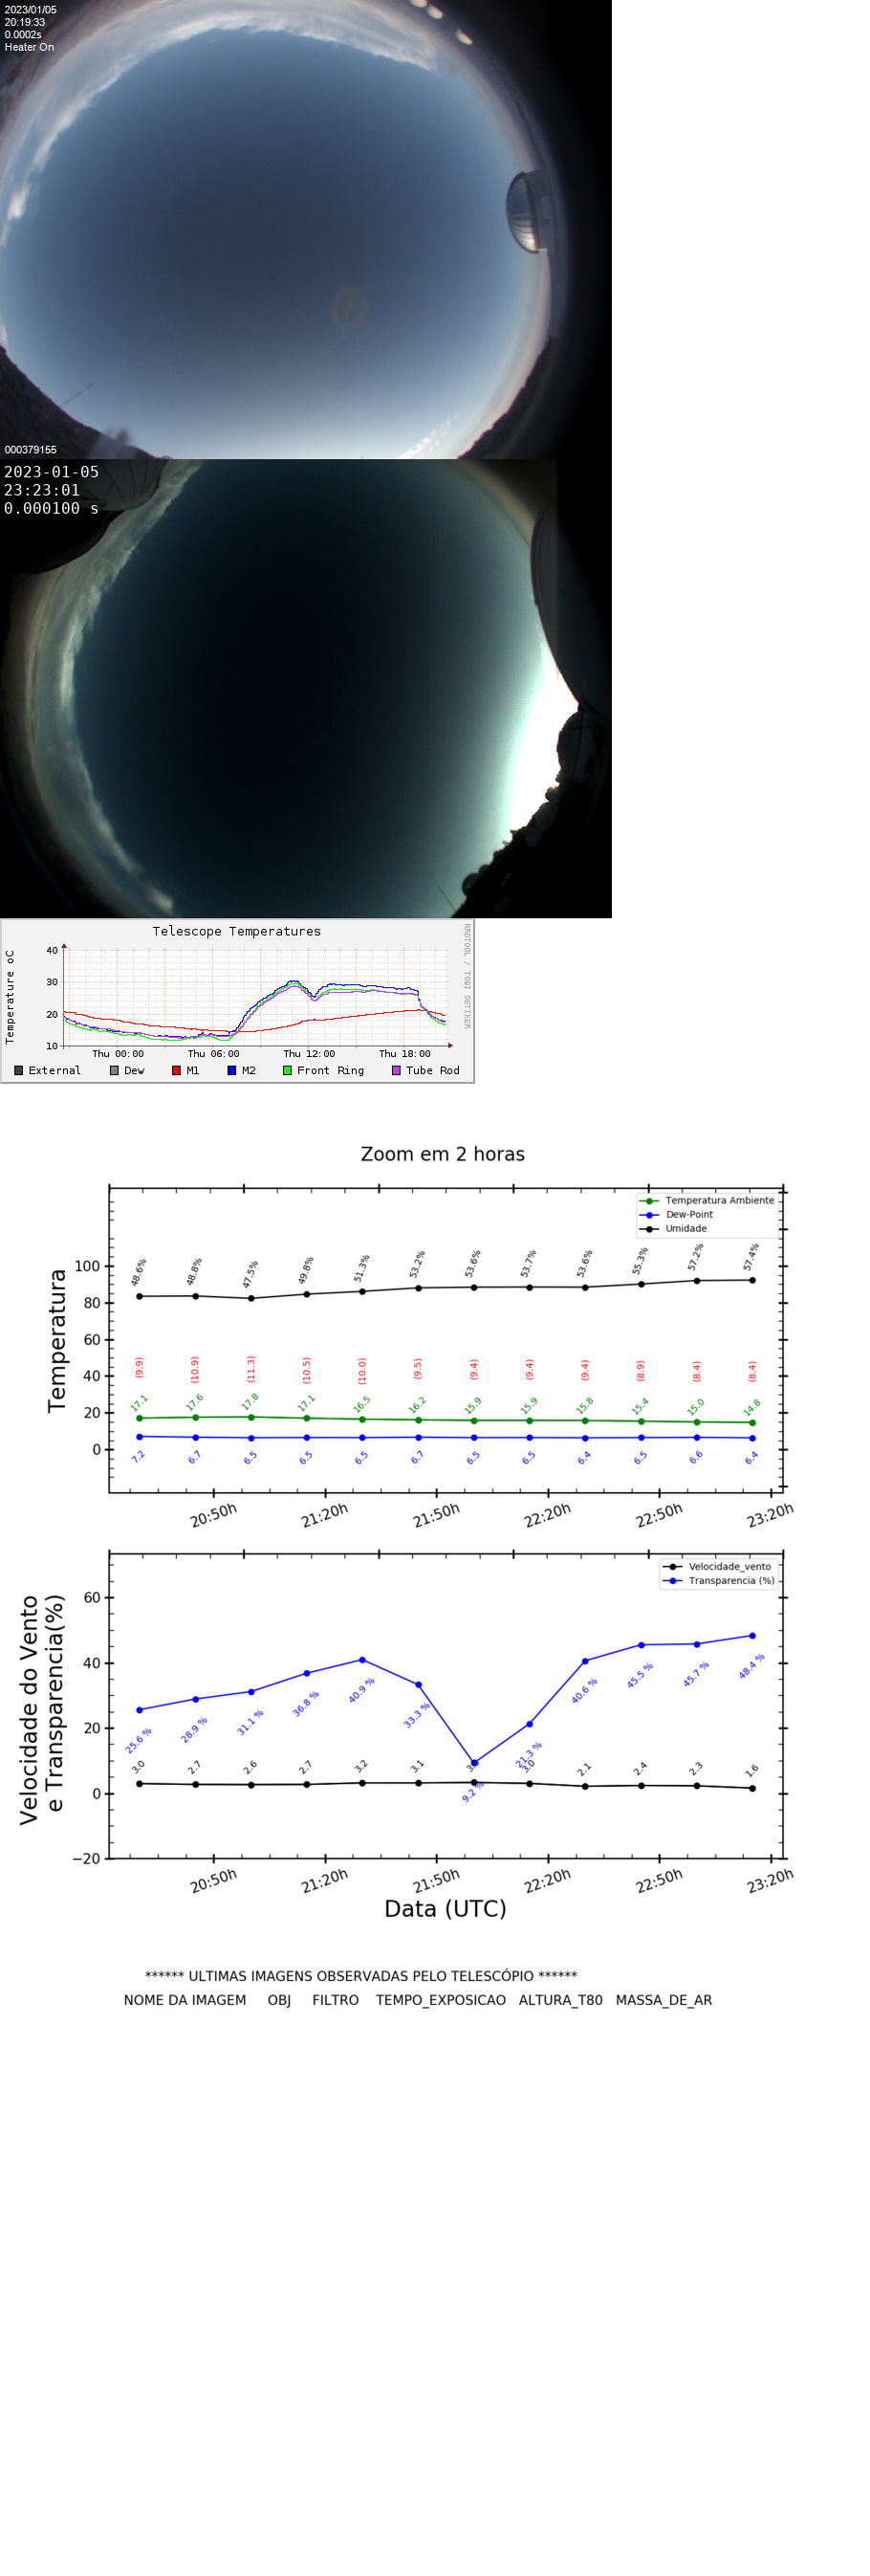 2023/01/05
20:19:33
0.0002s
Heater On
000379155
2023-01-05
23:23:01
0.000100 s
Telescope Temperatures
RRDTOOL / TOBI OETIKER
Temperature oC
40
30
20
10
Thu 00:00 Thu 06:00 Thu 12:00 Thu 18:00
External Dew M1 M2 Front Ring Tube Rod
Zoom em 2 horas
Temperatura Ambiente
Dew-Point
Umidade
Temperatura
100
80
60
40
20
0
48.6% 48.8% 47.5% 49.8% 51.3% 53.2% 53.6% 53.7% 53.6% 55.3% 57.2% 57.4%
(9.9) (10.9) (11.3) (10.5) (10.0) (9.5) (9.4) (9.4) (9.4) (8.9) (8.4) (8.4)
17.1 17.6 17.8 17.1 16.5 16.2 15.9 15.9 15.8 15.4 15.0 14.8
7.2 6.7 6.5 6.5 6.5 6.7 6.5 6.5 6.4 6.5 6.6 6.4
20:50h 21:20h 21:50h 22:20h 22:50h 23:20h
Velocidade_vento
Transparencia (%)
Velocidade do Vento
e Transparencia(%)
60
40
20
0
−20
25.6 % 28.9 % 31.1 % 36.8 % 40.9 % 33.3 % 9.2 % 21.3 % 40.6 % 45.5 % 45.7 % 48.4 %
3.0 2.7 2.6 2.7 3.2 3.1 3.0 2.1 2.4 2.3 1.6
20:50h 21:20h 21:50h 22:20h 22:50h 23:20h
Data (UTC)
****** ULTIMAS IMAGENS OBSERVADAS PELO TELESCÓPIO ******
NOME DA IMAGEM OBJ FILTRO TEMPO_EXPOSICAO ALTURA_T80 MASSA_DE_AR